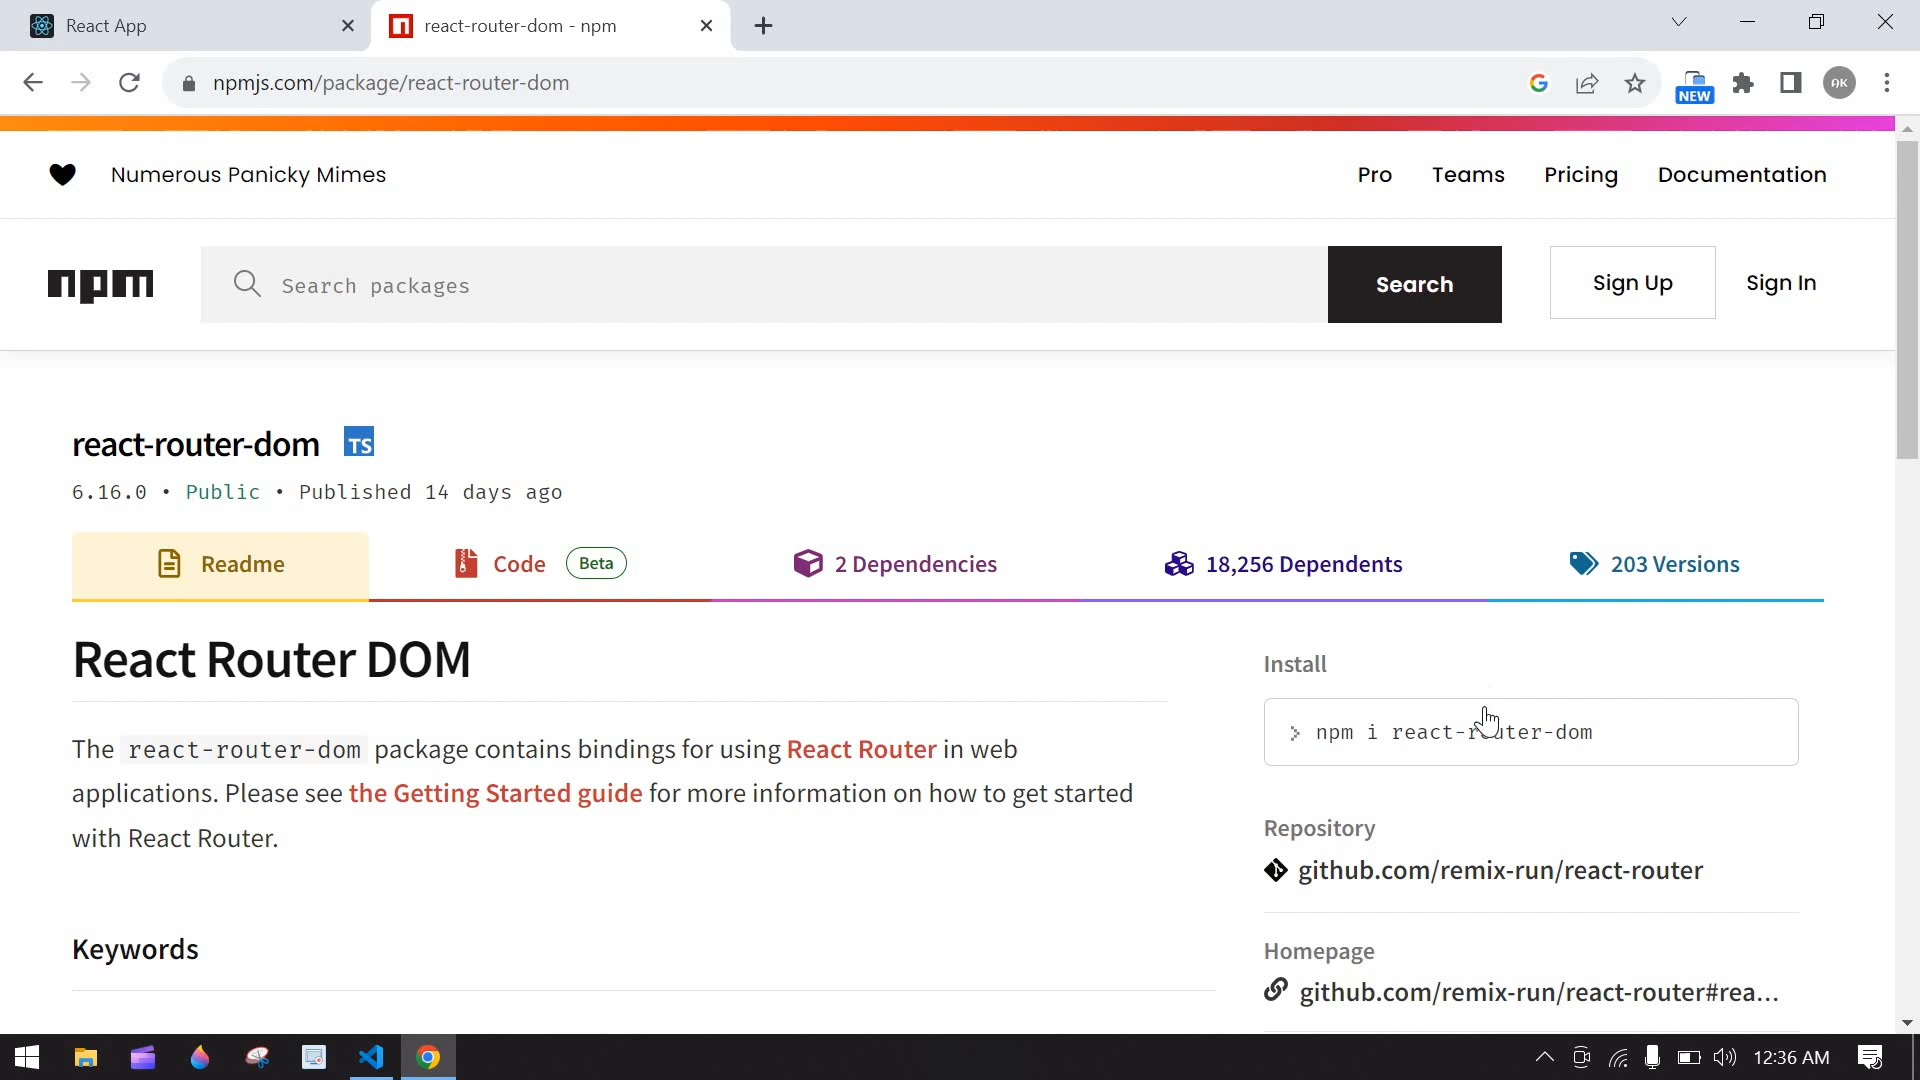 React App
react-router-dom - npm
npmjs.com/package/react-router-dom
NEW
AK
Numerous Panicky Mimes
Pro
Teams
Pricing
Documentation
npm
Search packages
Search
Sign Up
Sign In
react-router-dom
TS
6.16.0 • Public • Published 14 days ago
Readme
Code
Beta
2 Dependencies
18,256 Dependents
203 Versions
React Router DOM
The react-router-dom package contains bindings for using React Router in web
applications. Please see the Getting Started guide for more information on how to get started
with React Router.
Keywords
Install
> npm i react-router-dom
Repository
github.com/remix-run/react-router
Homepage
github.com/remix-run/react-router#rea...
12:36 AM